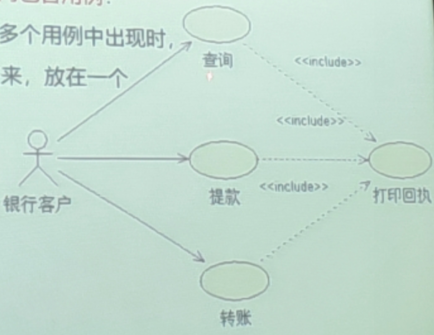 多个用例中出现时,
查询
<<include>>
来，放在一个
<<include>>
银行客户
提款
<<include>>
打印回执
转账